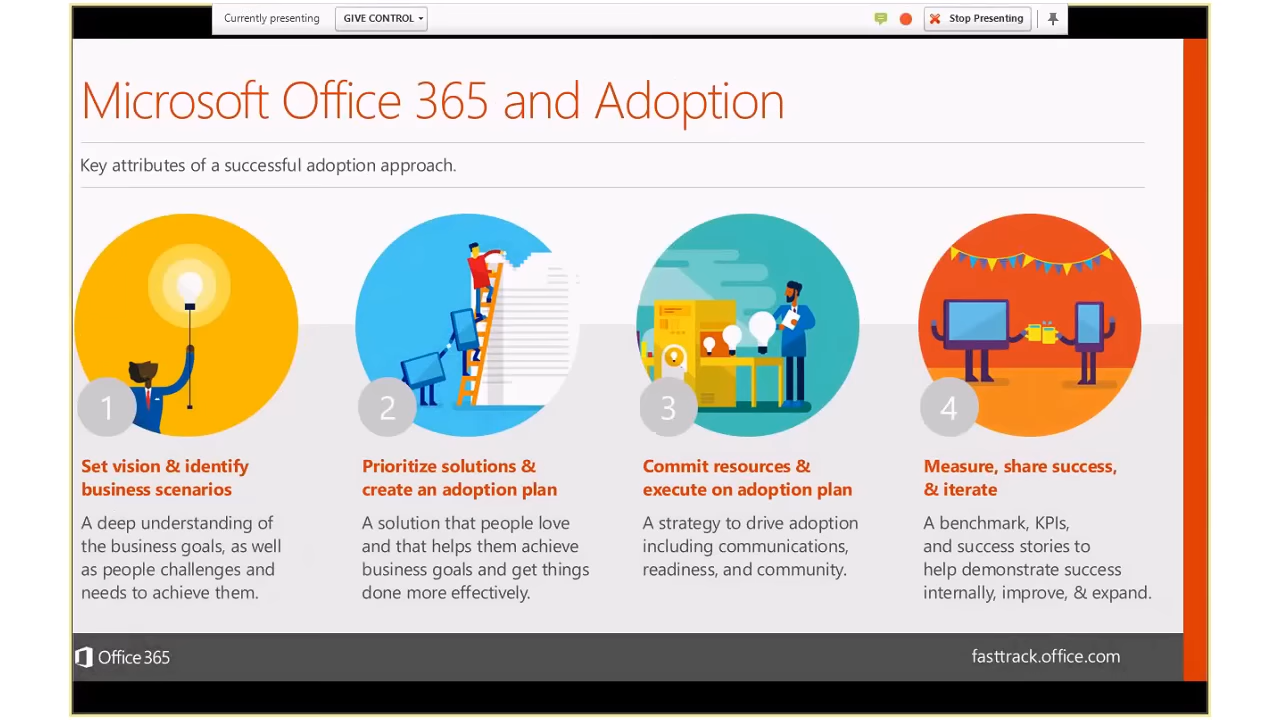 Currently presenting
GIVE CONTROL
Stop Presenting
Microsoft Office 365 and Adoption
Key attributes of a successful adoption approach.
1
Set vision & identify
business scenarios
A deep understanding of
the business goals, as well
as people challenges and
needs to achieve them.
2
Prioritize solutions &
create an adoption plan
A solution that people love
and that helps them achieve
business goals and get things
done more effectively.
3
Commit resources &
execute on adoption plan
A strategy to drive adoption
including communications,
readiness, and community.
4
Measure, share success,
& iterate
A benchmark, KPIs,
and success stories to
help demonstrate success
internally, improve, & expand.
Office 365
fasttrack.office.com